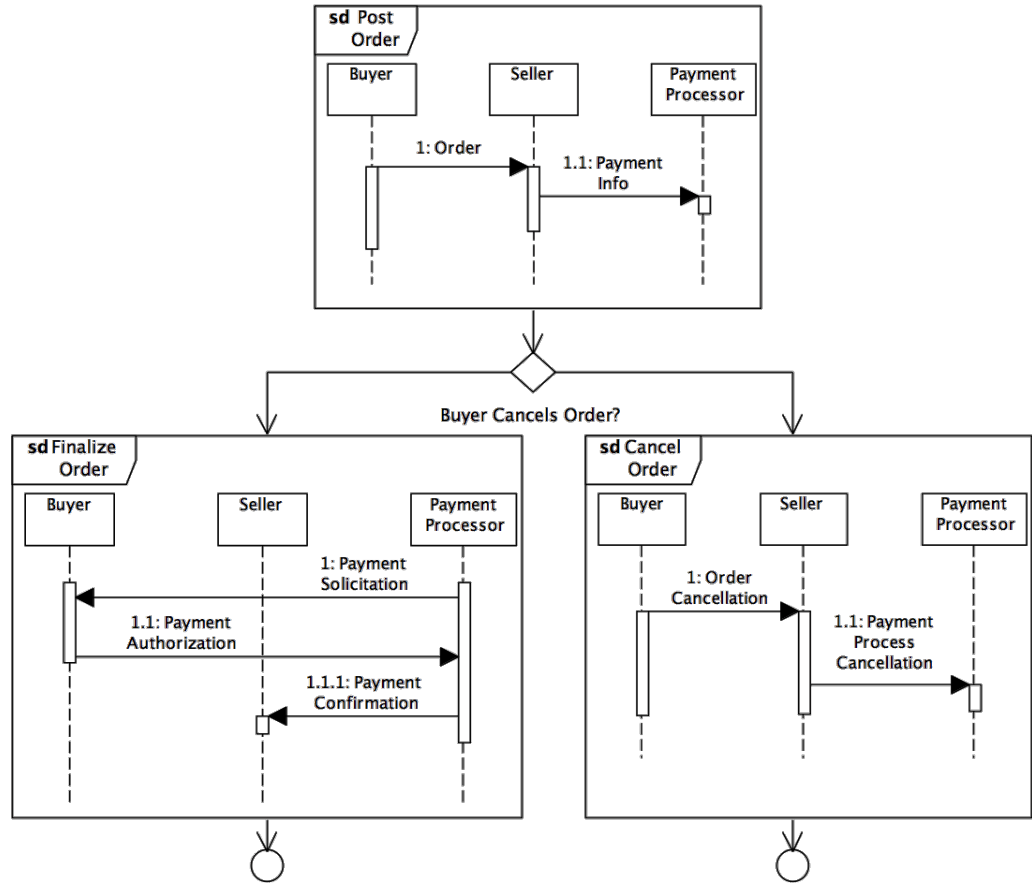 sd Post
Order
Buyer
Seller
Payment
Processor
1: Order
1.1: Payment
Info
Buyer Cancels Order?
sd Finalize
Order
Buyer
Seller
Payment
Processor
1: Payment
Solicitation
1.1: Payment
Authorization
1.1.1: Payment
Confirmation
sd Cancel
Order
Buyer
Seller
Payment
Processor
1: Order
Cancellation
1.1: Payment
Process
Cancellation